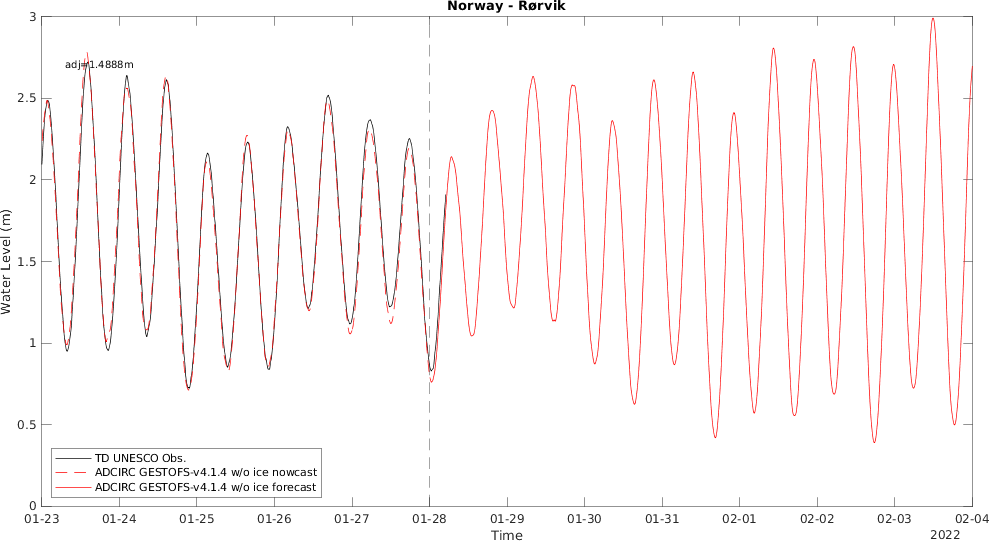 Norway - Rørvik
adj=1.4888m
3
2.5
2
1.5
1
0.5
0
Water Level (m)
TD UNESCO Obs.
ADCIRC GESTOFS-v4.1.4 w/o ice nowcast
ADCIRC GESTOFS-v4.1.4 w/o ice forecast
01-23 01-24 01-25 01-26 01-27 01-28 01-29 01-30 01-31 02-01 02-02 02-03 02-04
Time
2022